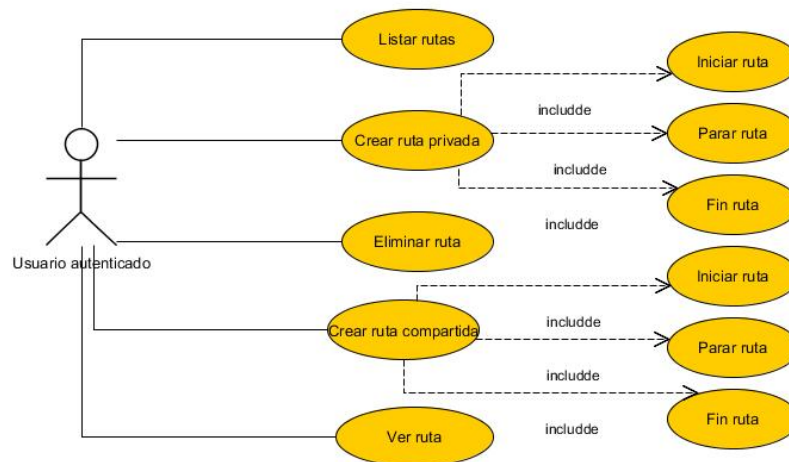 Listar rutas
Iniciar ruta
includde
Crear ruta privada
Parar ruta
includde
Fin ruta
includde
Eliminar ruta
Usuario autenticado
Iniciar ruta
includde
Crear ruta compartida
Parar ruta
includde
Fin ruta
includde
Ver ruta